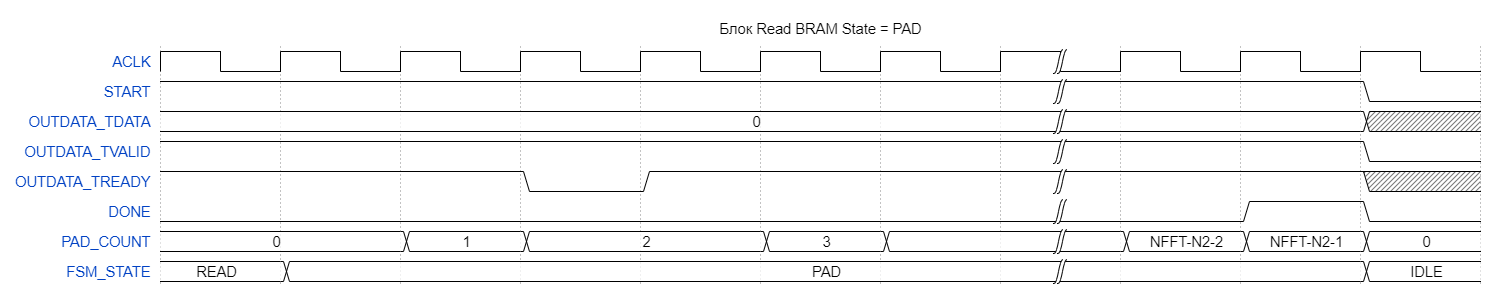 Блок Read BRAM State = PAD
ACLK
START
OUTDATA_TDATA 0
OUTDATA_TVALID
OUTDATA_TREADY
DONE
PAD_COUNT 0 1 2 3 NFFT-N2-2 NFFT-N2-1 0
FSM_STATE READ PAD IDLE